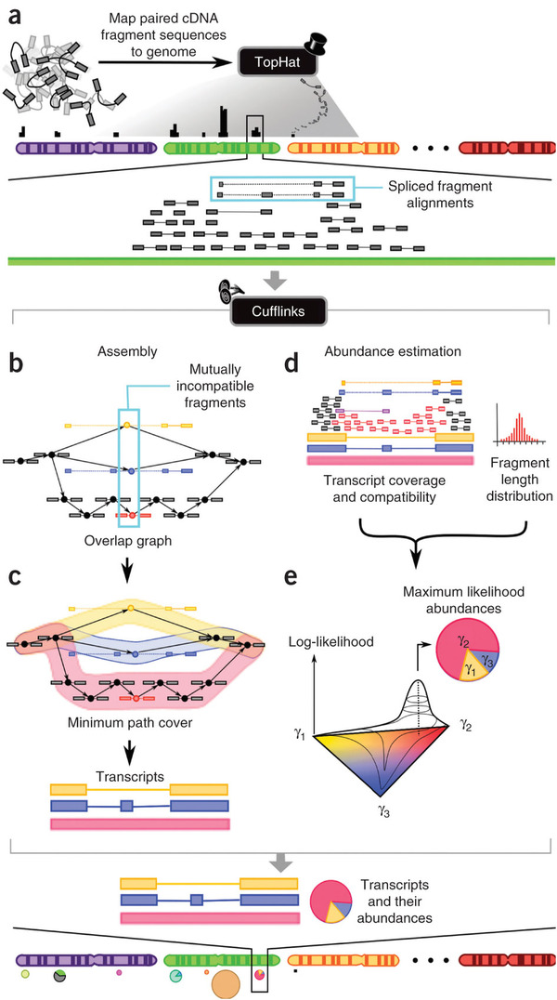 a
Map paired cDNA
fragment sequences
to genome
TopHat
Spliced fragment
alignments
Cufflinks
b
Assembly
Mutually
incompatible
fragments
Overlap graph
d
Abundance estimation
Transcript coverage
and compatibility
Fragment
length
distribution
c
Minimum path cover
Transcripts
e
Maximum likelihood
abundances
γ2
γ1
γ3
Log-likelihood
γ1
γ2
γ3
Transcripts
and their
abundances